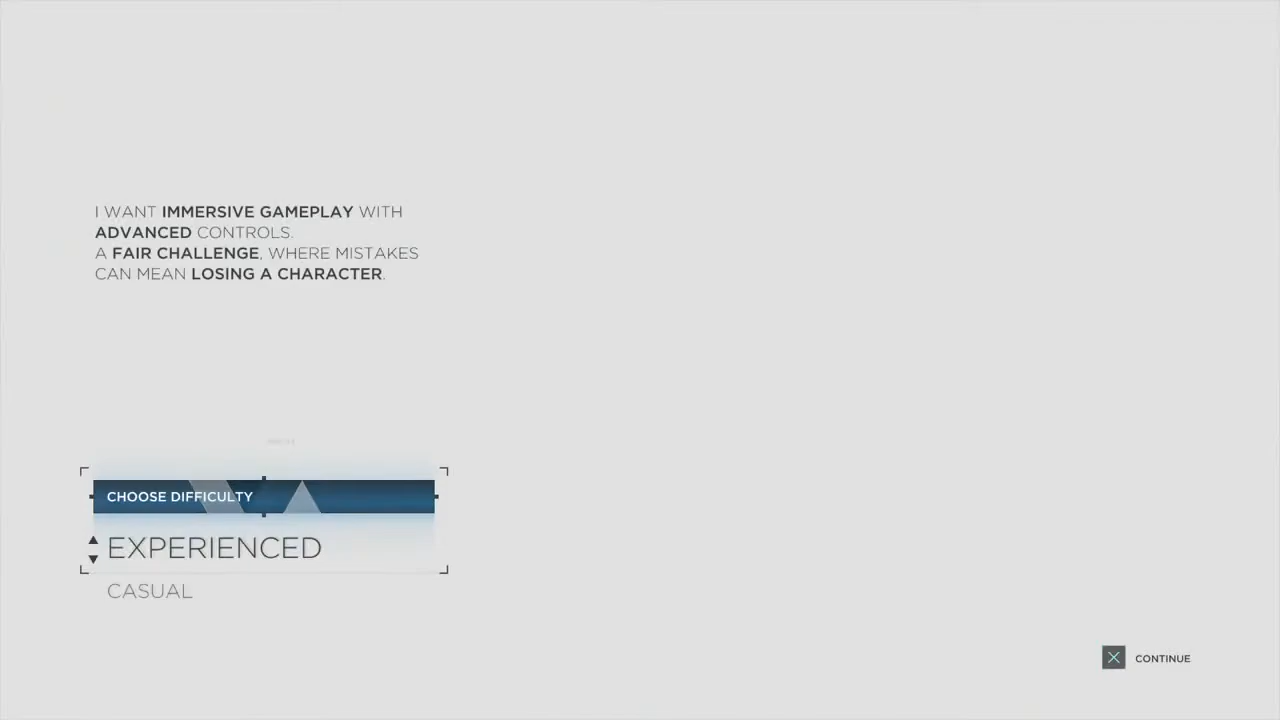 I WANT IMMERSIVE GAMEPLAY WITH
ADVANCED CONTROLS.
A FAIR CHALLENGE, WHERE MISTAKES
CAN MEAN LOSING A CHARACTER.
CHOOSE DIFFICULTY
EXPERIENCED
CASUAL
CONTINUE